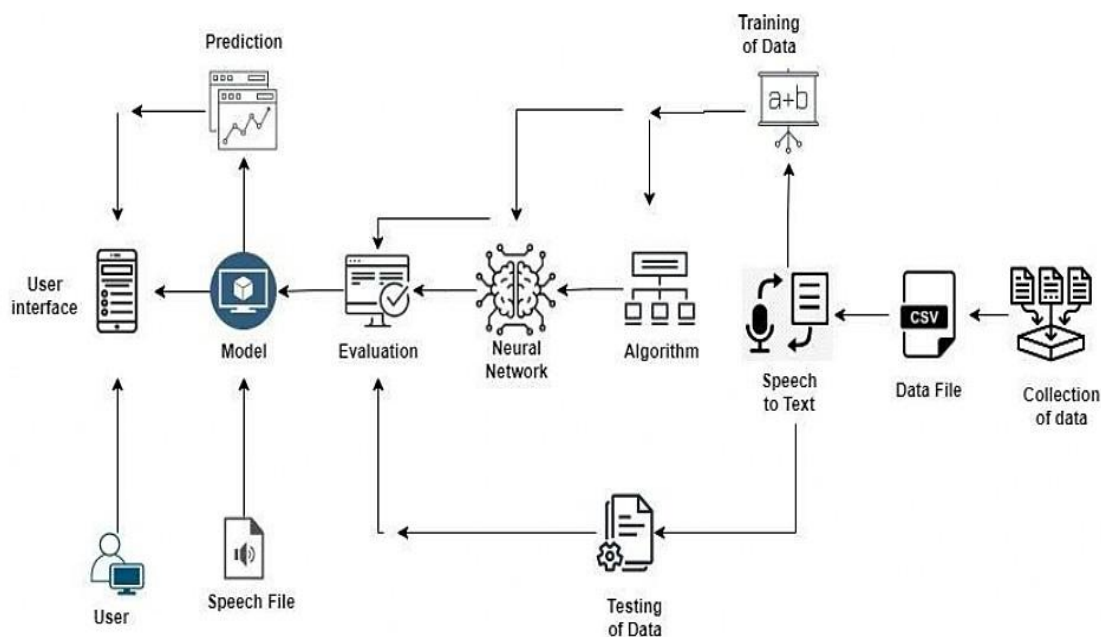 Training
of Data
Prediction
a+b
User
interface
Model
Evaluation
Neural
Network
Algorithm
Speech
to Text
CSV
Data File
Collection
of data
User
Speech File
Testing
of Data